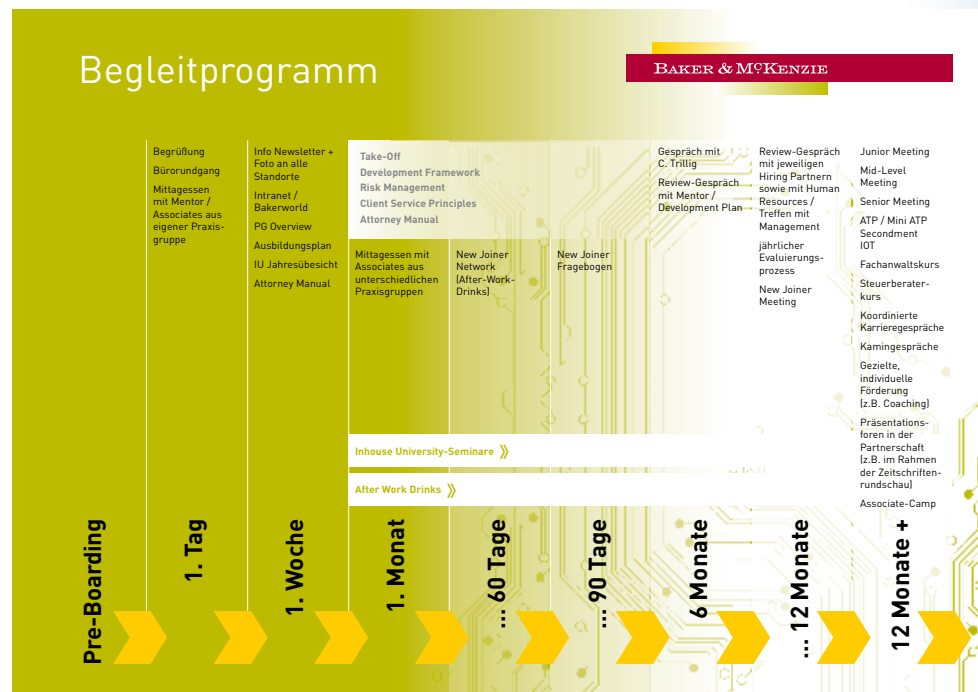 Begleitprogramm
BAKER & MCKENZIE
Begrüßung
Bürorundgang
Mittagessen
mit Mentor /
Associates aus
eigener Praxis-
gruppe
Info Newsletter +
Foto an alle
Standorte
Intranet /
Bakerworld
PG Overview
Ausbildungsplan
IU Jahresübesicht
Attorney Manual
Take-Off
Development Framework
Risk Management
Client Service Principles
Attorney Manual
Mittagessen mit
Associates aus
unterschiedlichen
Praxisgruppen
New Joiner
Network
(After-Work-
Drinks)
New Joiner
Fragebogen
Gespräch mit
C. Trillig
Review-Gespräch
mit Mentor /
Development Plan
Review-Gespräch
mit jeweiligen
Hiring Partnern
sowie mit Human
Resources /
Treffen mit
Management
jährlicher
Evaluierungs-
prozess
New Joiner
Meeting
Junior Meeting
Mid-Level
Meeting
Senior Meeting
ATP / Mini ATP
Secondment
IOT
Fachanwaltskurs
Steuerberater-
kurs
Koordinierte
Karrieregespräche
Kamingespräche
Gezielte,
individuelle
Förderung
(z.B. Coaching)
Präsentations-
foren in der
Partnerschaft
(z.B. im Rahmen
der Zeitschriften-
rundschau)
Associate-Camp
Inhouse University-Seminare
After Work Drinks
Pre-Boarding
1. Tag
1. Woche
1. Monat
... 60 Tage
... 90 Tage
6 Monate
... 12 Monate
12 Monate +